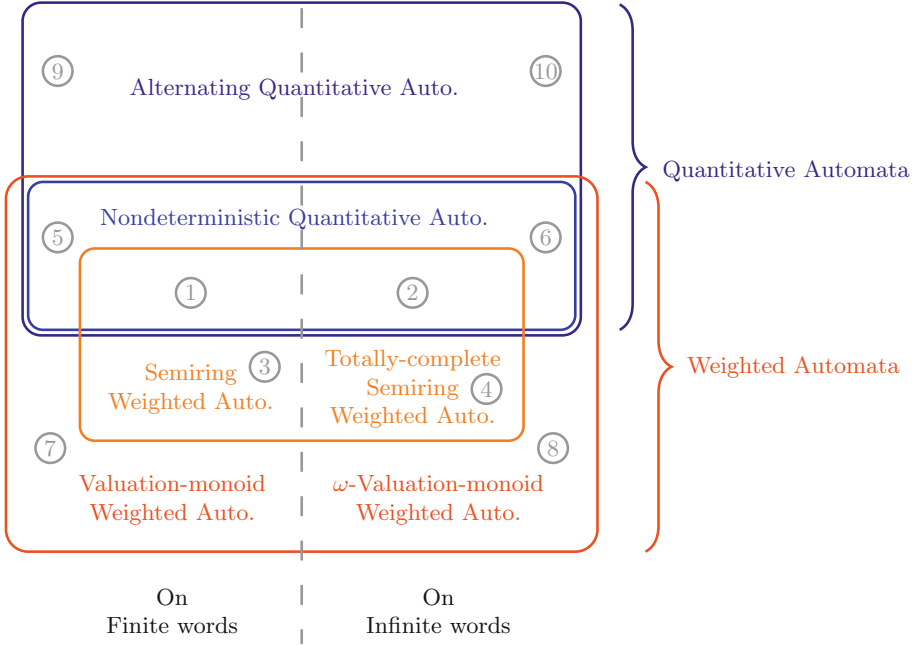 9
10
Alternating Quantitative Auto.
Quantitative Automata
Nondeterministic Quantitative Auto.
5
6
1
2
Semiring
Weighted Auto.
3
Totally-complete
Semiring
Weighted Auto.
4
Weighted Automata
7
8
Valuation-monoid
Weighted Auto.
ω-Valuation-monoid
Weighted Auto.
On
Finite words
On
Infinite words